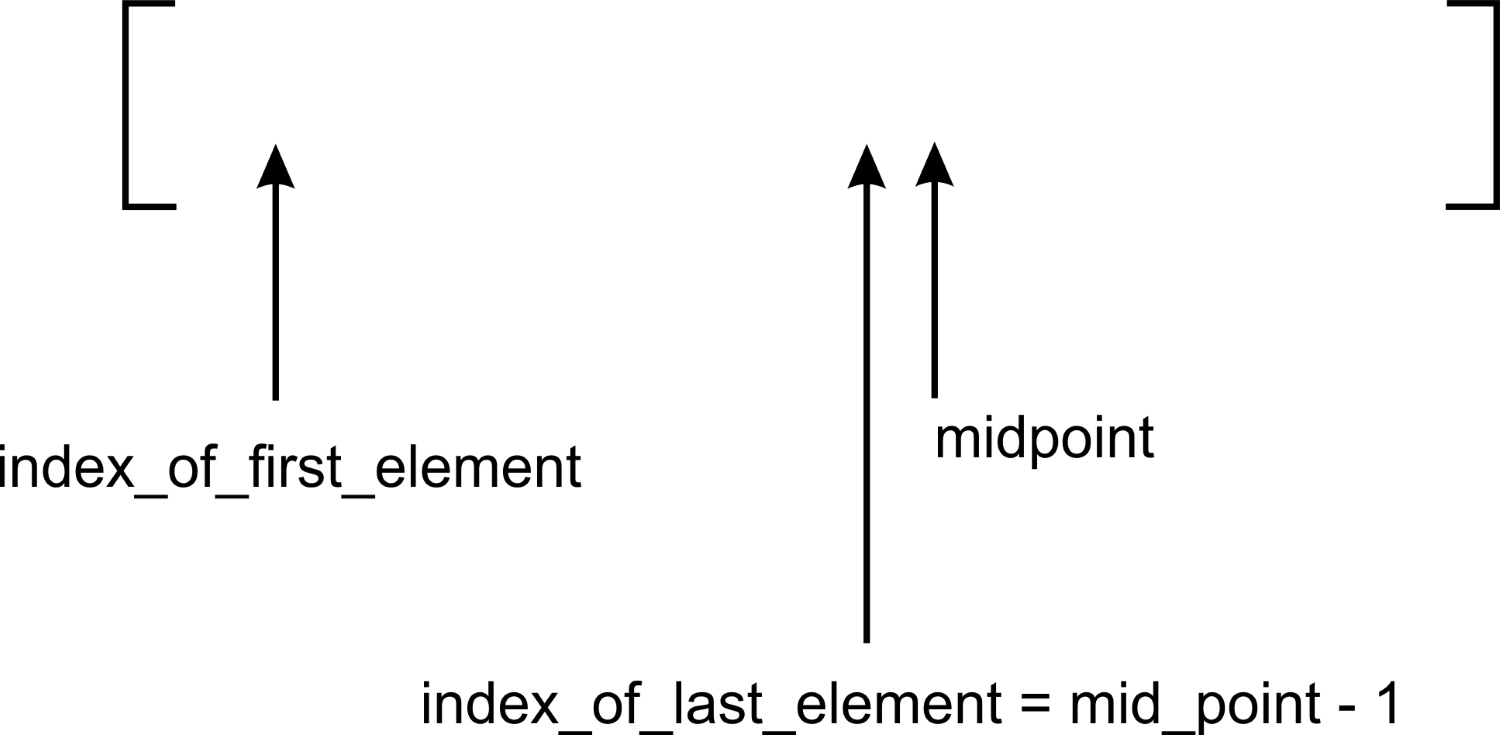 index_of_first_element
midpoint
index_of_last_element = mid_point - 1